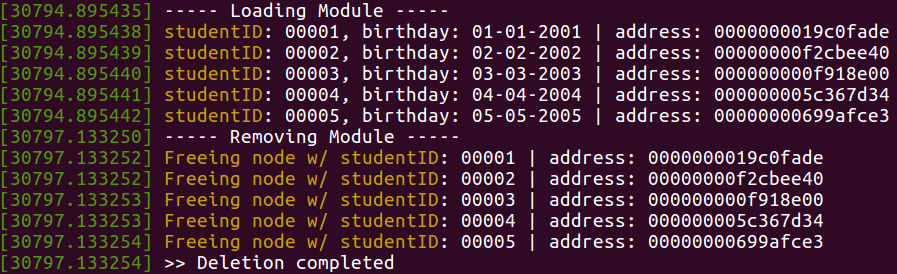 [30794.895435] ----- Loading Module -----
[30794.895438] studentID: 00001, birthday: 01-01-2001 | address: 0000000019c0fade
[30794.895439] studentID: 00002, birthday: 02-02-2002 | address: 00000000f2cbee40
[30794.895440] studentID: 00003, birthday: 03-03-2003 | address: 000000000f918e00
[30794.895441] studentID: 00004, birthday: 04-04-2004 | address: 000000005c367d34
[30794.895442] studentID: 00005, birthday: 05-05-2005 | address: 00000000699afce3
[30797.133250] ----- Removing Module -----
[30797.133252] Freeing node w/ studentID: 00001 | address: 0000000019c0fade
[30797.133252] Freeing node w/ studentID: 00002 | address: 00000000f2cbee40
[30797.133253] Freeing node w/ studentID: 00003 | address: 000000000f918e00
[30797.133253] Freeing node w/ studentID: 00004 | address: 000000005c367d34
[30797.133254] Freeing node w/ studentID: 00005 | address: 00000000699afce3
[30797.133254] >> Deletion completed